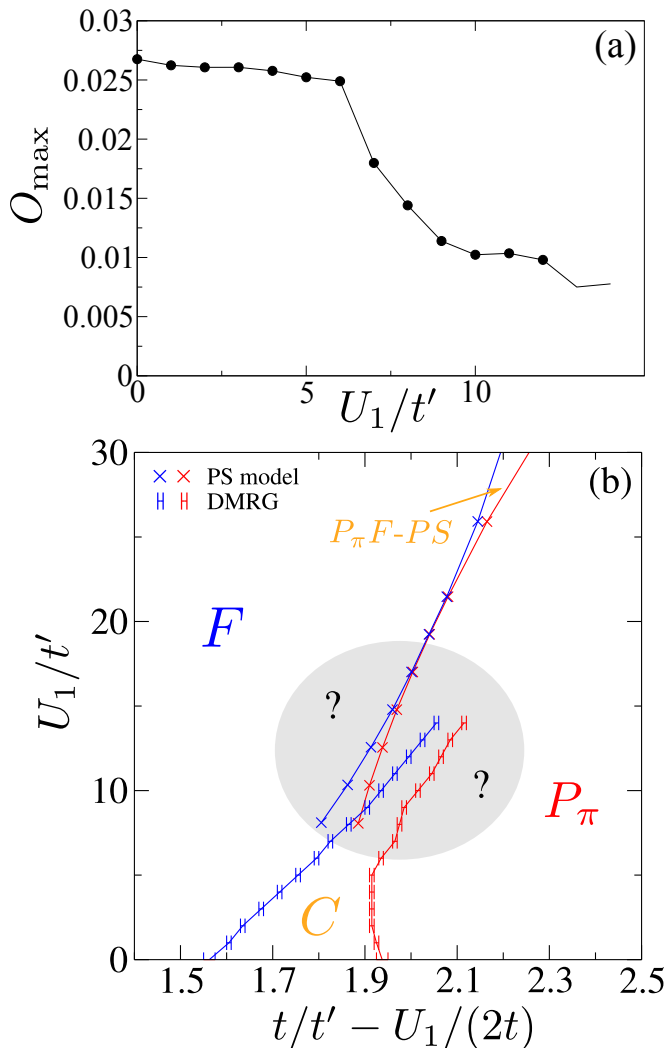 0.03
(a)
0.025
0.02
0.015
0.01
0.005
0
O_max
0
5
10
U_1/t′
30
(b)
PS model
DMRG
P_πF-PS
F
20
U_1/t′
?
?
10
P_π
C
0
1.5
1.7
1.9
2.1
2.3
2.5
t/t′ − U_1/(2t)